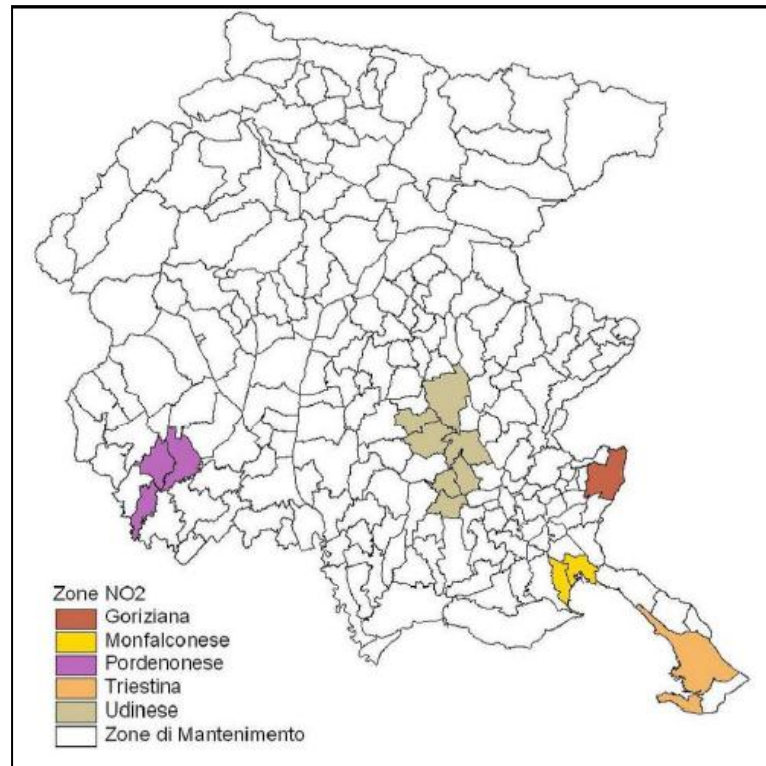 Zone NO2
Goriziana
Monfalconese
Pordenonese
Triestina
Udinese
Zone di Mantenimento